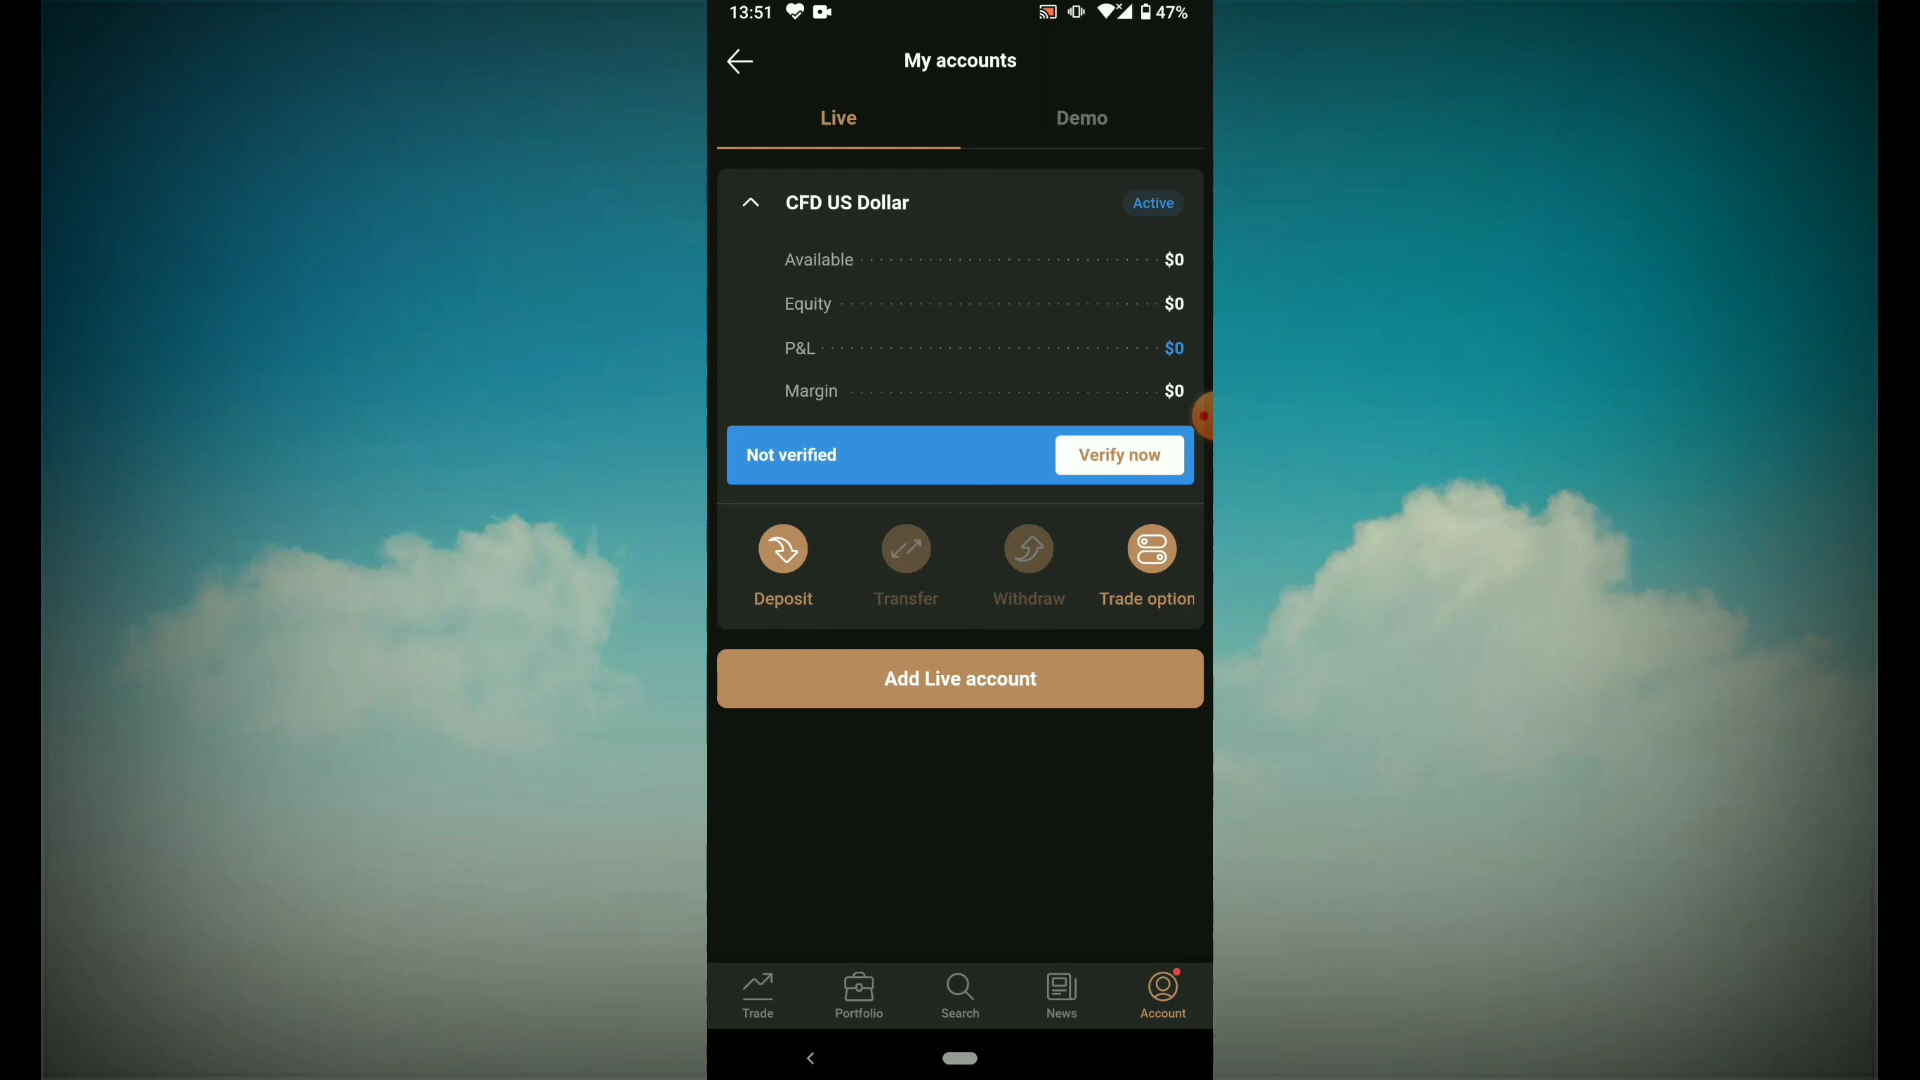 13:51 47%
My accounts
Live Demo
CFD US Dollar Active
Available $0
Equity $0
P&L $0
Margin $0
Not verified Verify now
Deposit Transfer Withdraw Trade option
Add Live account
Trade Portfolio Search News Account